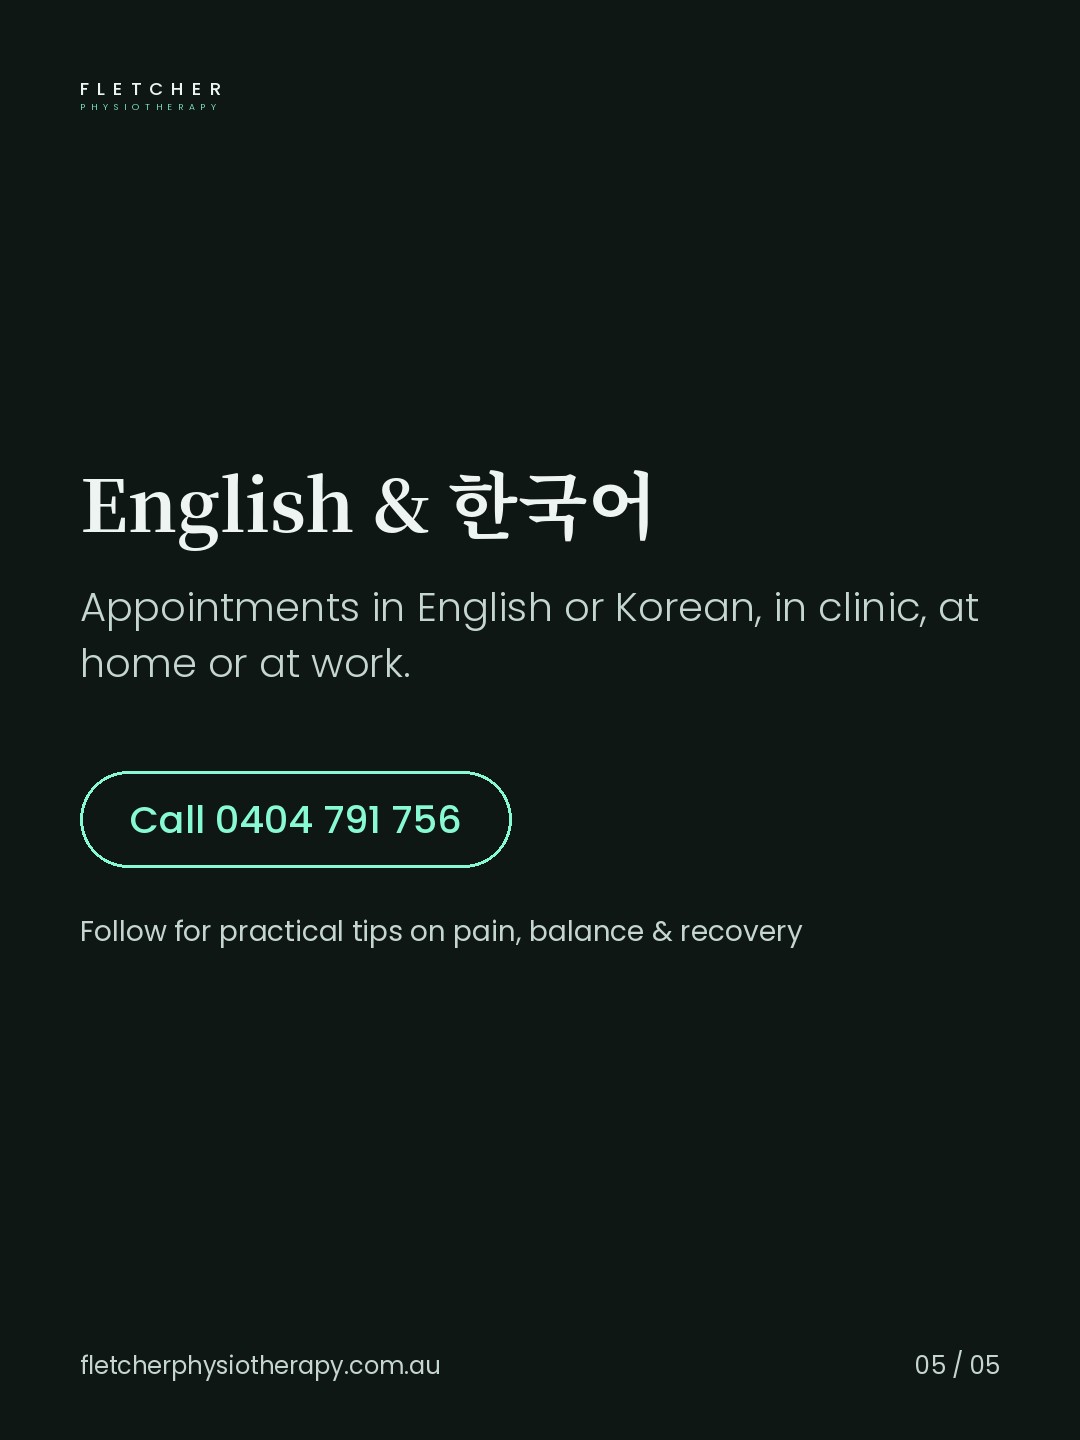 FLETCHER
PHYSIOTHERAPY
English & 한국어
Appointments in English or Korean, in clinic, at
home or at work.
Call 0404 791 756
Follow for practical tips on pain, balance & recovery
fletcherphysiotherapy.com.au
05 / 05